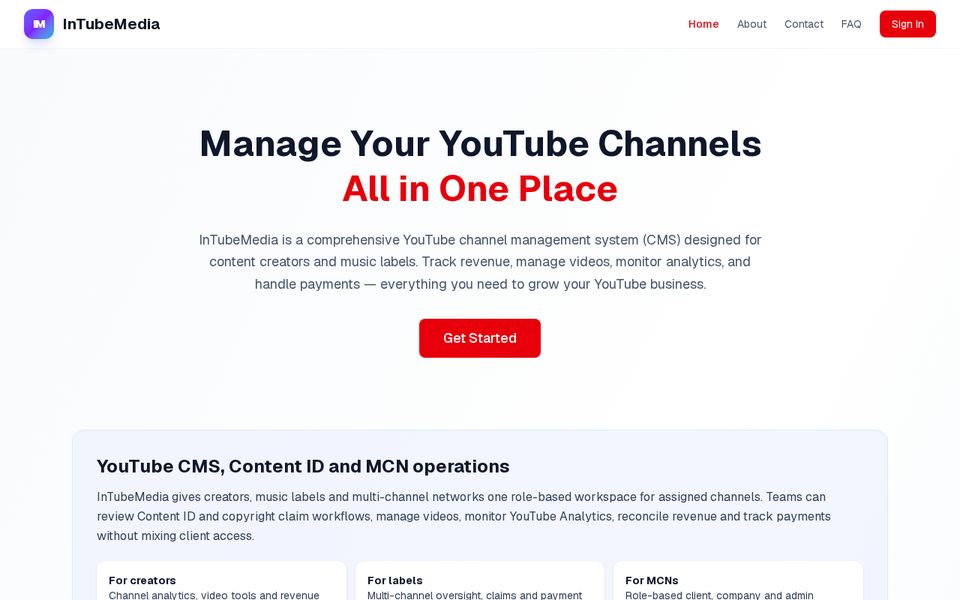 IM InTubeMedia
Home About Contact FAQ Sign In
Manage Your YouTube Channels
All in One Place
InTubeMedia is a comprehensive YouTube channel management system (CMS) designed for
content creators and music labels. Track revenue, manage videos, monitor analytics, and
handle payments — everything you need to grow your YouTube business.
Get Started
YouTube CMS, Content ID and MCN operations
InTubeMedia gives creators, music labels and multi-channel networks one role-based workspace for assigned channels. Teams can
review Content ID and copyright claim workflows, manage videos, monitor YouTube Analytics, reconcile revenue and track payments
without mixing client access.
For creators
Channel analytics, video tools and revenue
For labels
Multi-channel oversight, claims and payment
For MCNs
Role-based client, company and admin